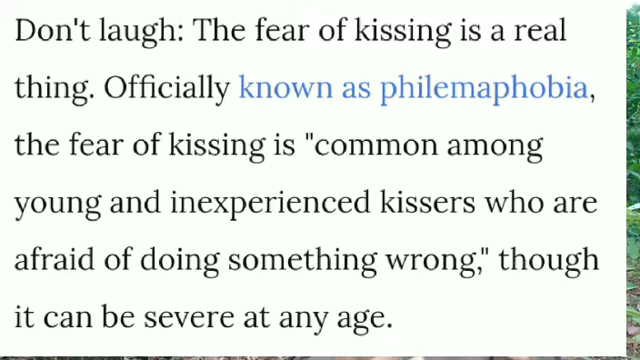 Don't laugh: The fear of kissing is a real
thing. Officially known as philemaphobia,
the fear of kissing is "common among
young and inexperienced kissers who are
afraid of doing something wrong," though
it can be severe at any age.